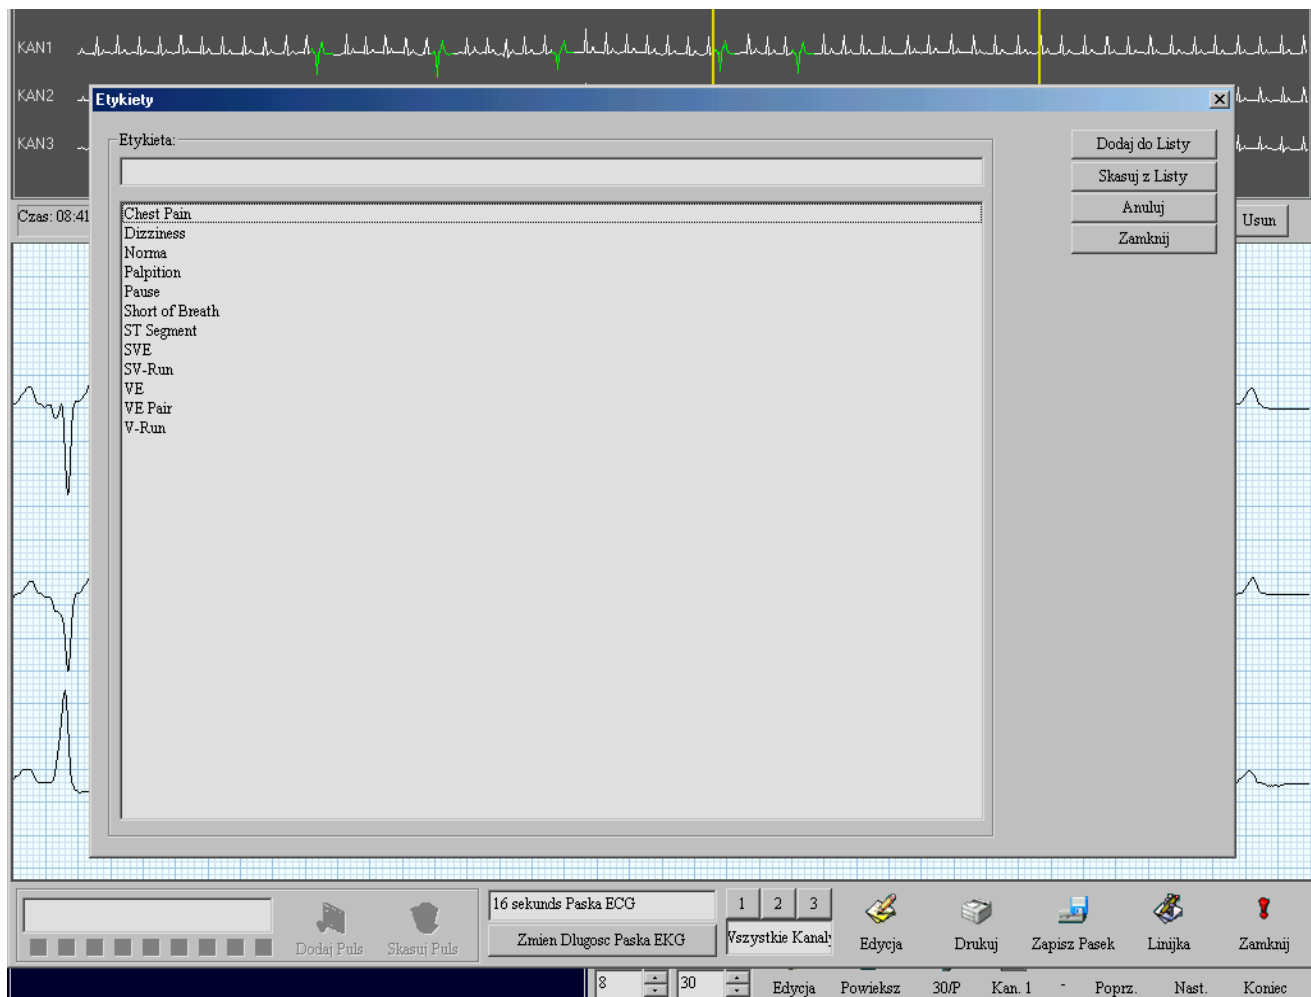 KAN1
KAN2
Etykiety
KAN3
Etykieta:
Dodaj do Listy
Skasuj z Listy
Anuluj
Zamknij
Czas: 08:41
Usun
Chest Pain
Dizziness
Norma
Palpition
Pause
Short of Breath
ST Segment
SVE
SV-Run
VE
VE Pair
V-Run
16 sekunds Paska ECG
1 2 3
Zmien Dlugosc Paska EKG
Wszystkie Kanaly
Dodaj Puls
Skasuj Puls
Edycja
Drukuj
Zapisz Pasek
Linijka
Zamknij
8
30
Edycja
Powieksz
30/P
Kan. 1
-
Poprz.
Nast.
Koniec